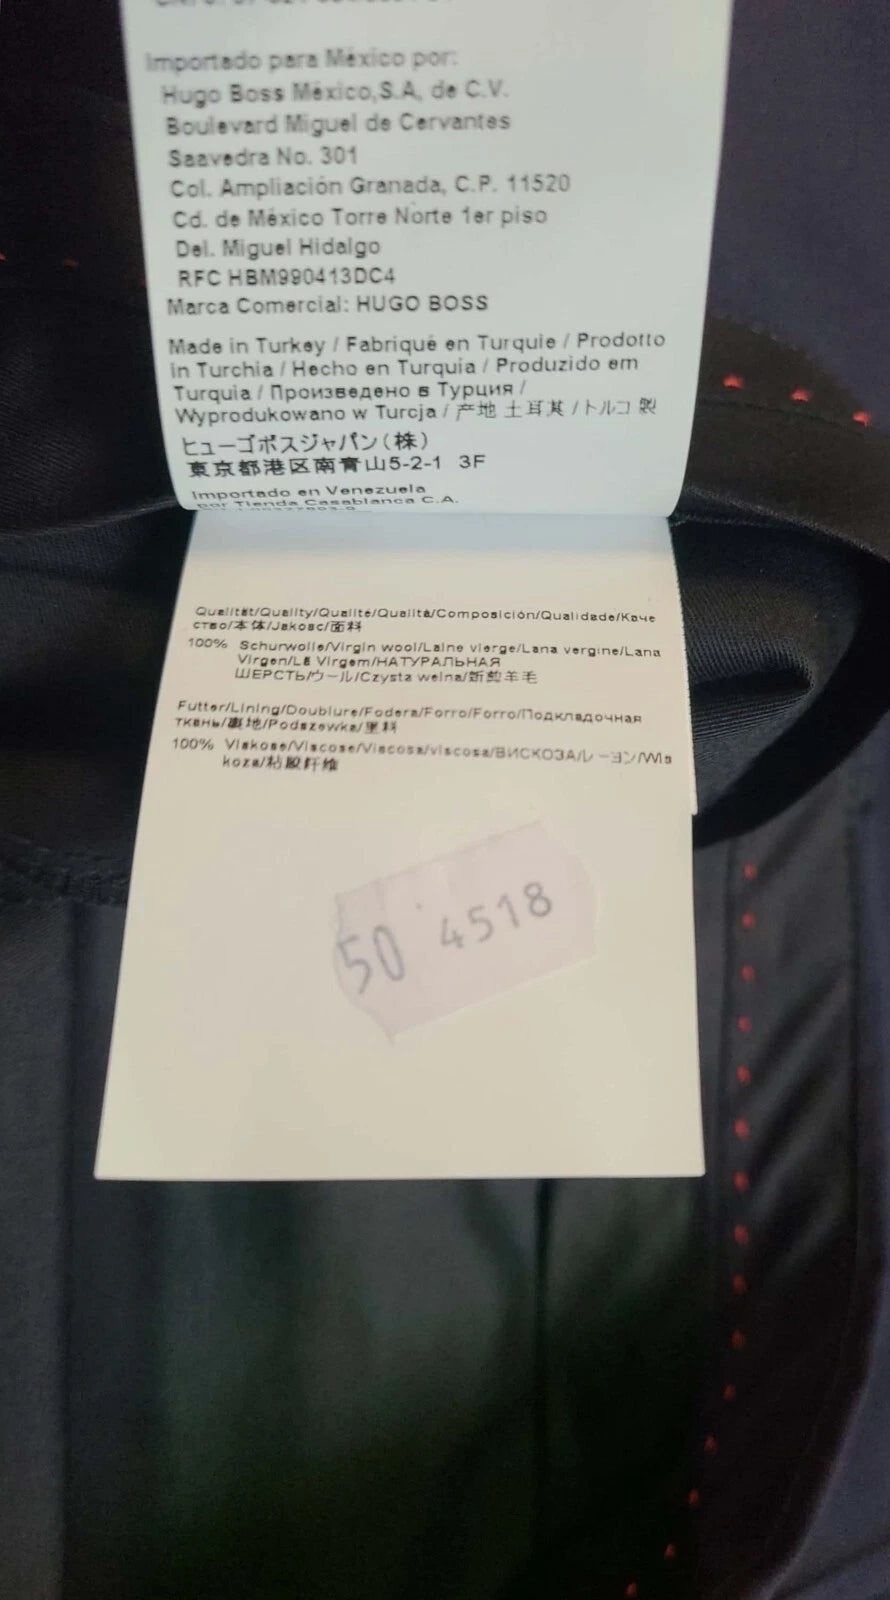 Importado para México por:
Hugo Boss México,S.A, de C.V.
Boulevard Miguel de Cervantes
Saavedra No. 301
Col. Ampliación Granada, C.P. 11520
Cd. de México Torre Norte 1er piso
Del. Miguel Hidalgo
RFC HBM990413DC4
Marca Comercial: HUGO BOSS
Made in Turkey / Fabriqué en Turquie / Prodotto
in Turchia / Hecho en Turquia / Produzido em
Turquia / Произведено в Турция /
Wyprodukowano w Turcja / 产地 土耳其 / トルコ 製
ヒューゴボスジャパン(株)
東京都港区南青山5-2-1 3F
Importado en Venezuela
por Tienda Casablanca C.A.
Qualität/Quality/Qualité/Qualità/Composición/Qualidade/Каче
ство/本体/Jakosc/面料
100% Schurwolle/Virgin wool/Laine vierge/Lana vergine/Lana
Virgen/Lã Virgem/НАТУРАЛЬНАЯ
ШЕРСТЬ/ウール/Czysta welna/新剪羊毛
Futter/Lining/Doublure/Fodera/Forro/Forro/Подкладочная
ткань/裏地/Podszewka/里料
100% Viskose/Viscose/Viscosa/viscosa/ВИСКОЗА/レーヨン/Wis
koza/粘胶纤维
50 4518